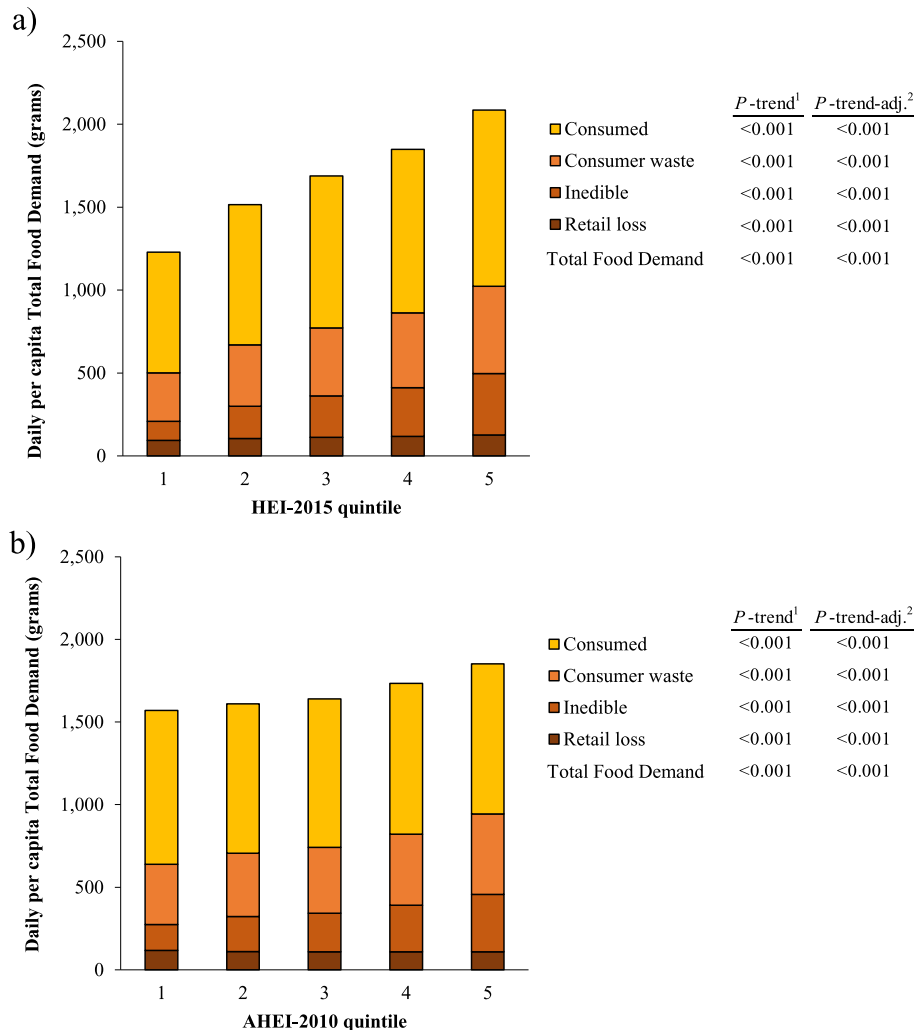 a)
Daily per capita Total Food Demand (grams)
2,500
2,000
1,500
1,000
500
0
1 2 3 4 5
HEI-2015 quintile
P-trend¹ P-trend-adj.²
Consumed <0.001 <0.001
Consumer waste <0.001 <0.001
Inedible <0.001 <0.001
Retail loss <0.001 <0.001
Total Food Demand <0.001 <0.001
b)
Daily per capita Total Food Demand (grams)
2,500
2,000
1,500
1,000
500
0
1 2 3 4 5
AHEI-2010 quintile
P-trend¹ P-trend-adj.²
Consumed <0.001 <0.001
Consumer waste <0.001 <0.001
Inedible <0.001 <0.001
Retail loss <0.001 <0.001
Total Food Demand <0.001 <0.001